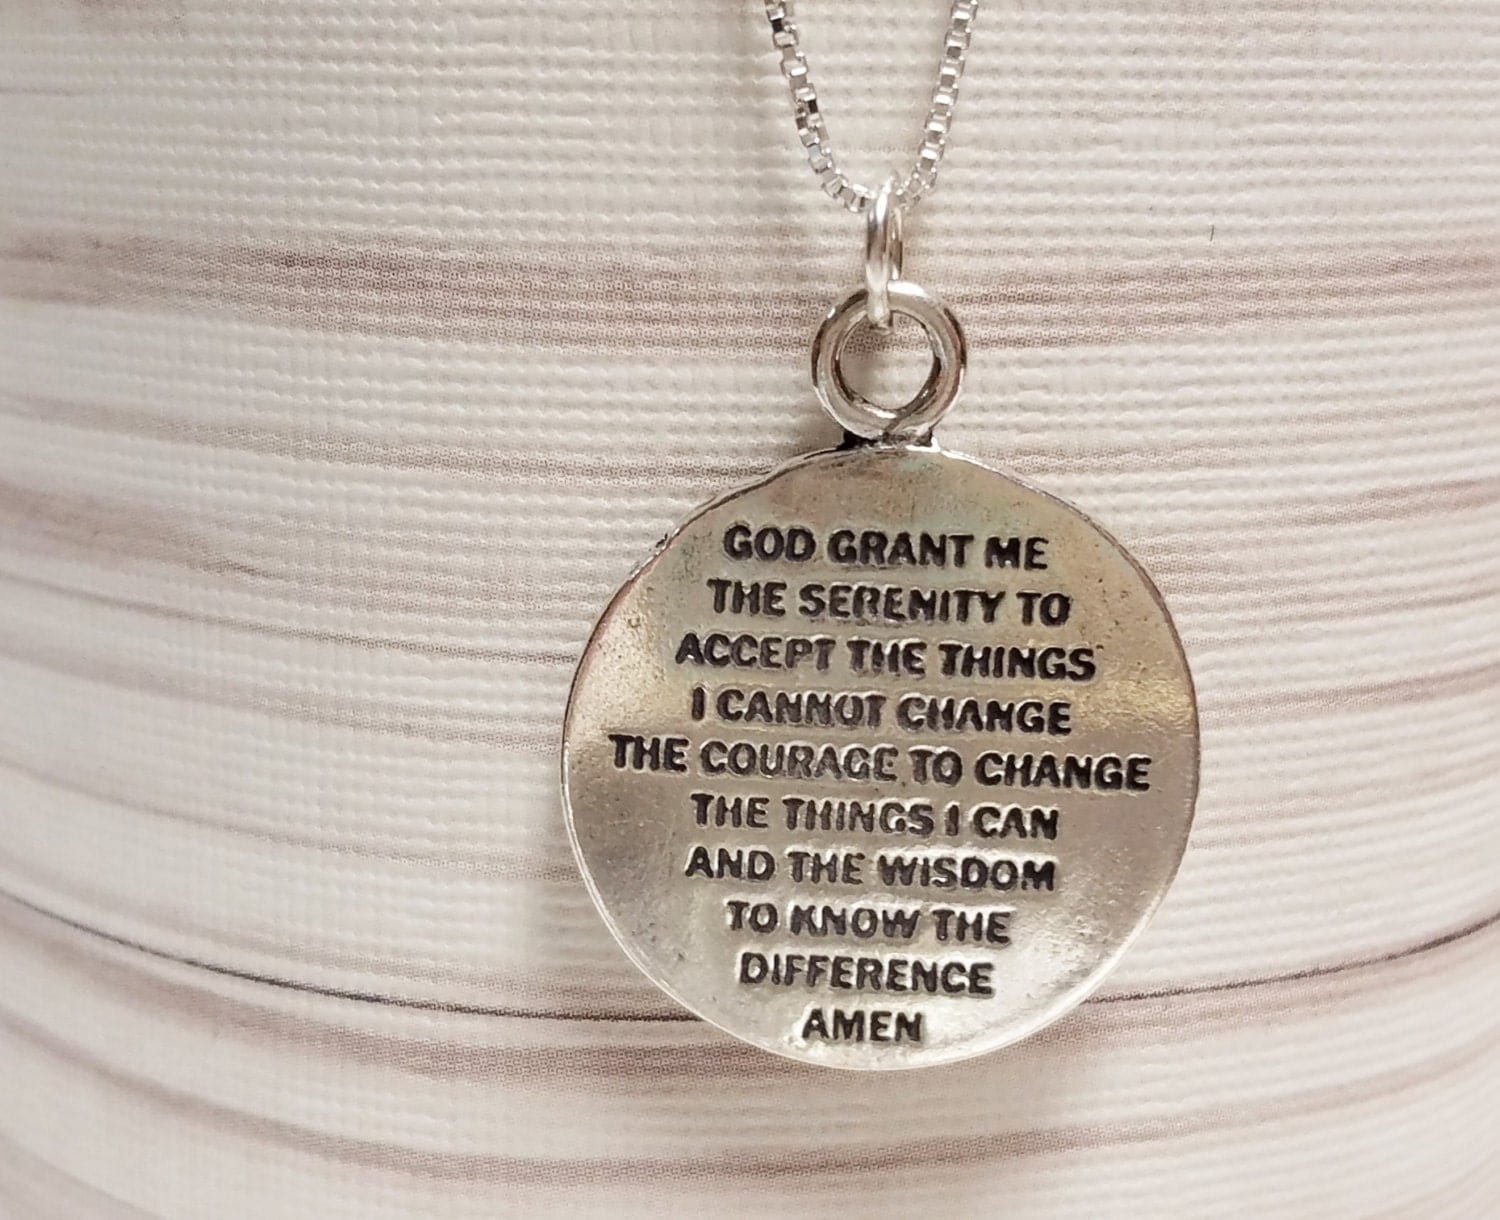 GOD GRANT ME
THE SERENITY TO
ACCEPT THE THINGS
I CANNOT CHANGE
THE COURAGE TO CHANGE
THE THINGS I CAN
AND THE WISDOM
TO KNOW THE
DIFFERENCE
AMEN